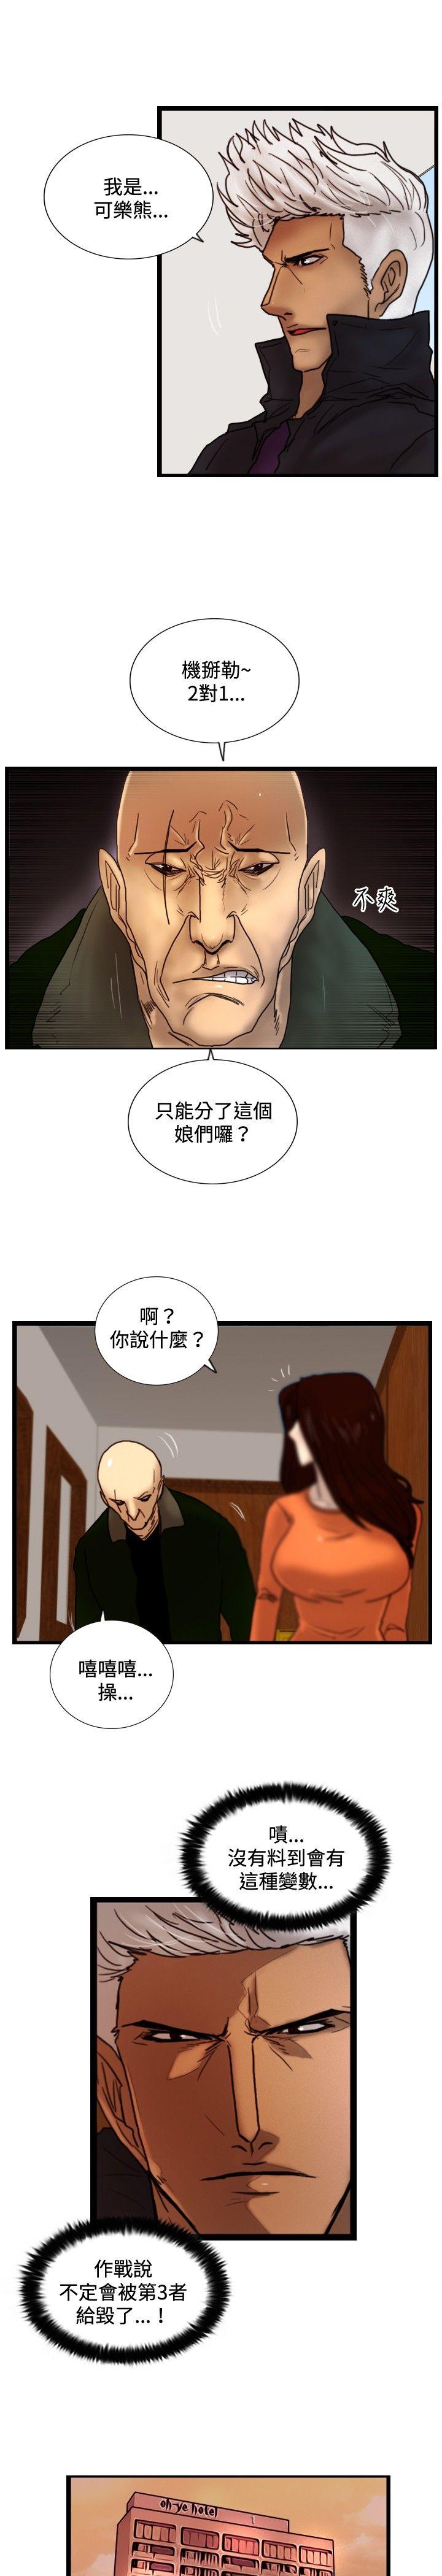 我是...
可樂熊...
機掰勒~
2對1...
不爽
只能分了這個
娘們囉？
啊？
你說什麼？
嘻嘻嘻...
操...
嘖...
沒有料到會有
這種變數...
作戰說
不定會被第3者
給毀了...！
oh-ye hotel